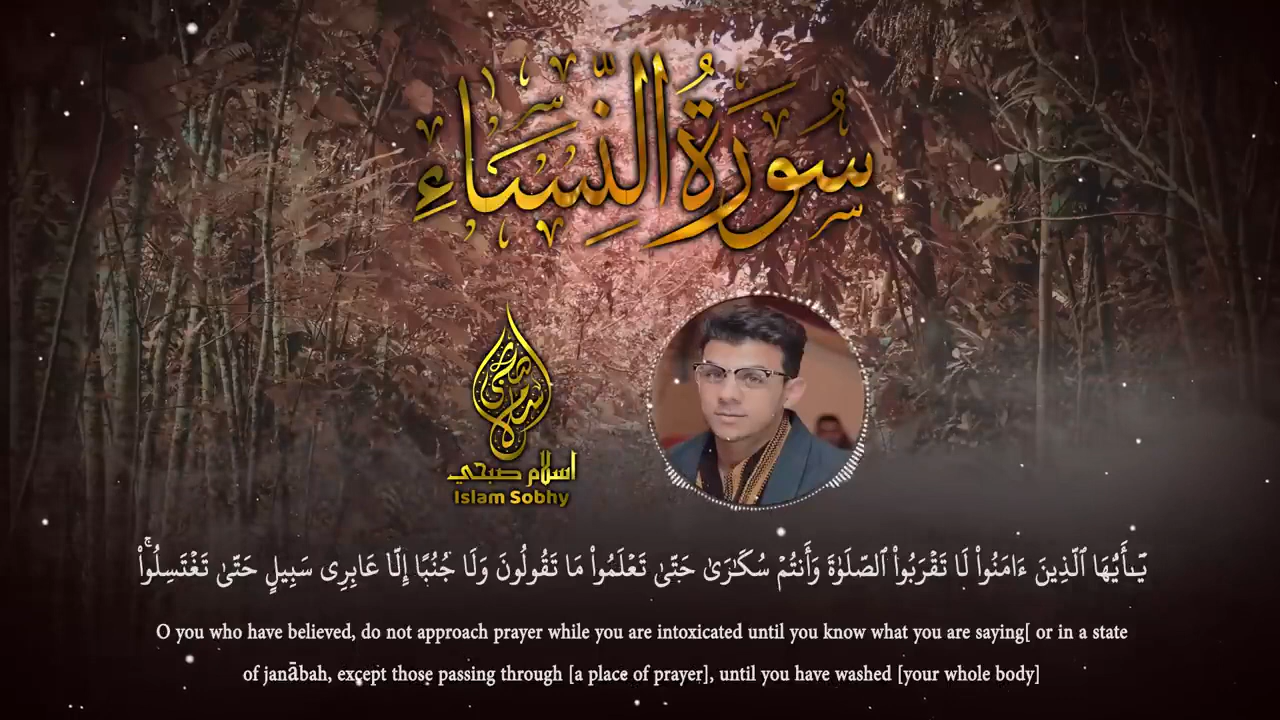 سُورَةُ النِّسَاءِ
اسلام صبحي
اسلام صبحي
Islam Sobhy
يَـٰٓأَيُّهَا ٱلَّذِينَ ءَامَنُوا۟ لَا تَقْرَبُوا۟ ٱلصَّلَوٰةَ وَأَنتُمْ سُكَـٰرَىٰ حَتَّىٰ تَعْلَمُوا۟ مَا تَقُولُونَ وَلَا جُنُبًا إِلَّا عَابِرِى سَبِيلٍ حَتَّىٰ تَغْتَسِلُوا۟ۚ
O you who have believed, do not approach prayer while you are intoxicated until you know what you are saying[ or in a state
of janābah, except those passing through [a place of prayer], until you have washed [your whole body]